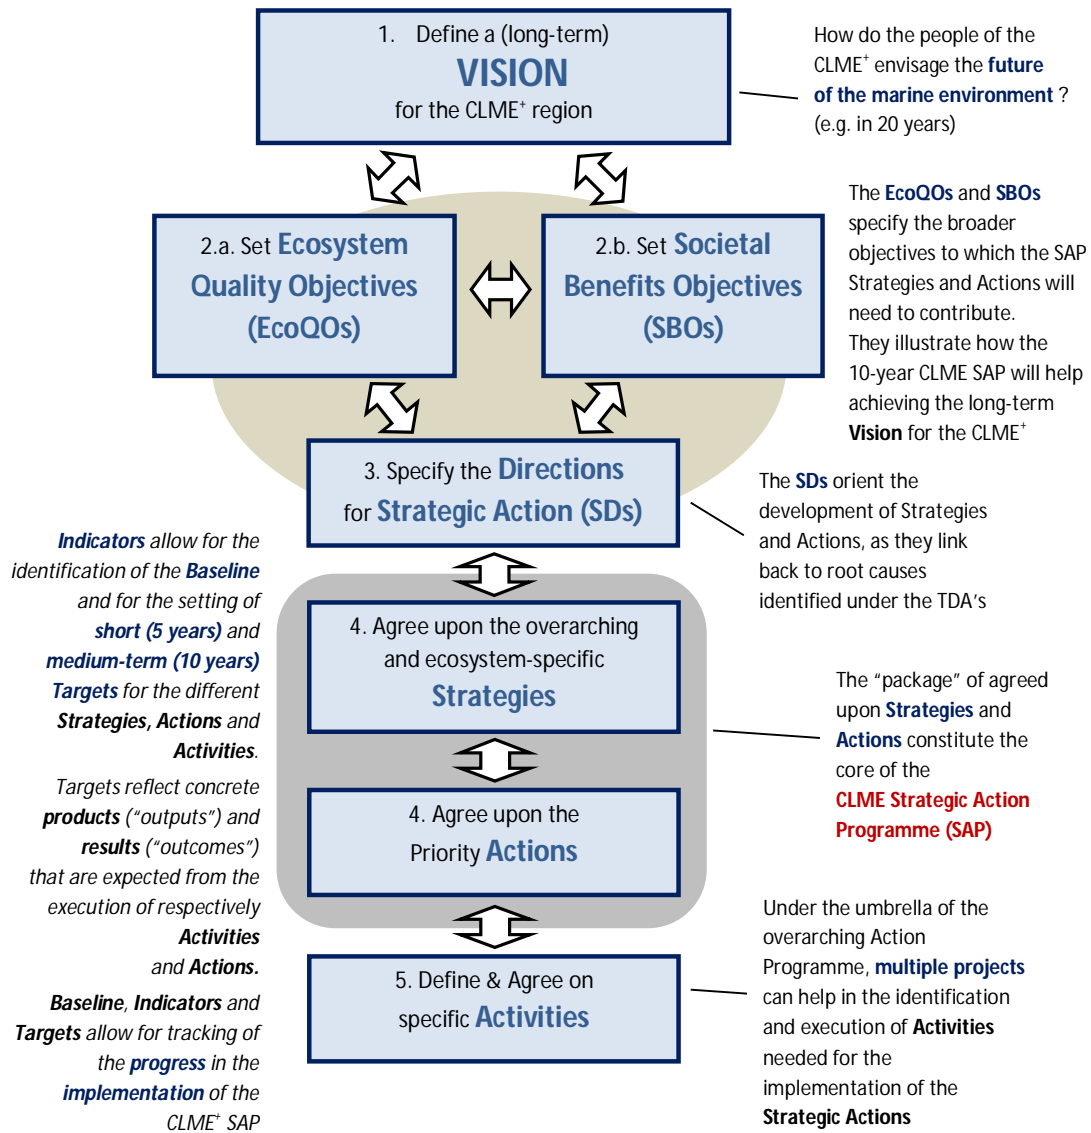 1. Define a (long-term)
VISION
for the CLME⁺ region
How do the people of the
CLME⁺ envisage the future
of the marine environment ?
(e.g. in 20 years)
2.a. Set Ecosystem
Quality Objectives
(EcoQOs)
2.b. Set Societal
Benefits Objectives
(SBOs)
The EcoQOs and SBOs
specify the broader
objectives to which the SAP
Strategies and Actions will
need to contribute.
They illustrate how the
10-year CLME SAP will help
achieving the long-term
Vision for the CLME⁺
3. Specify the Directions
for Strategic Action (SDs)
The SDs orient the
development of Strategies
and Actions, as they link
back to root causes
identified under the TDA's
Indicators allow for the
identification of the Baseline
and for the setting of
short (5 years) and
medium-term (10 years)
Targets for the different
Strategies, Actions and
Activities.
Targets reflect concrete
products ("outputs") and
results ("outcomes")
that are expected from the
execution of respectively
Activities
and Actions.
Baseline, Indicators and
Targets allow for tracking of
the progress in the
implementation of the
CLME⁺ SAP
4. Agree upon the overarching
and ecosystem-specific
Strategies
The “package” of agreed
upon Strategies and
Actions constitute the
core of the
CLME Strategic Action
Programme (SAP)
4. Agree upon the
Priority Actions
5. Define & Agree on
specific Activities
Under the umbrella of the
overarching Action
Programme, multiple projects
can help in the identification
and execution of Activities
needed for the
implementation of the
Strategic Actions